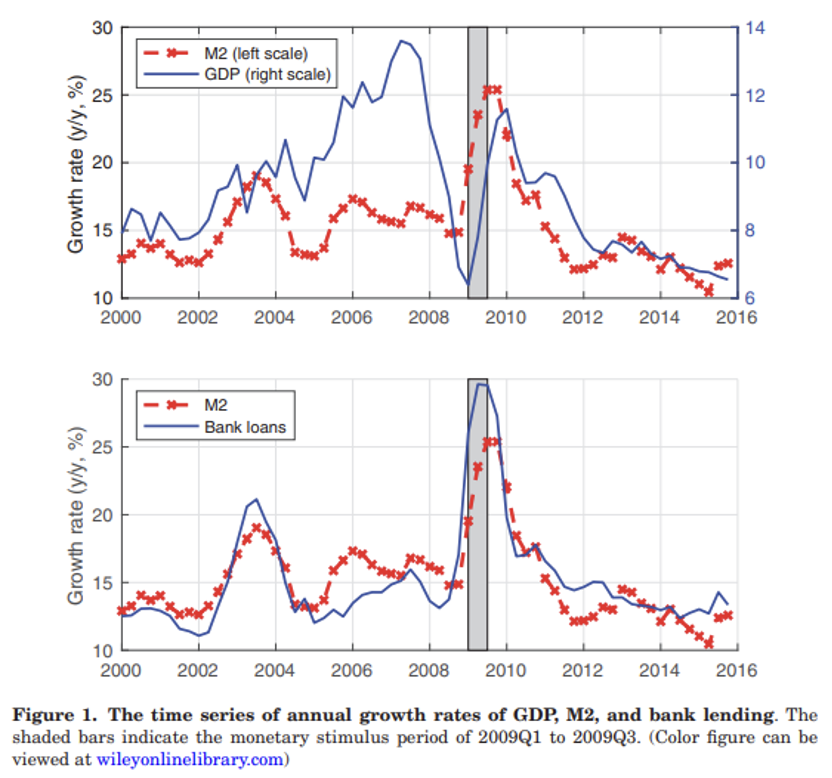 30
25
20
15
10
14
12
10
8
6
Growth rate (y/y, %)
M2 (left scale)
GDP (right scale)
2000 2002 2004 2006 2008 2010 2012 2014 2016
30
25
20
15
10
Growth rate (y/y, %)
M2
Bank loans
2000 2002 2004 2006 2008 2010 2012 2014 2016
Figure 1. The time series of annual growth rates of GDP, M2, and bank lending. The
shaded bars indicate the monetary stimulus period of 2009Q1 to 2009Q3. (Color figure can be
viewed at wileyonlinelibrary.com)